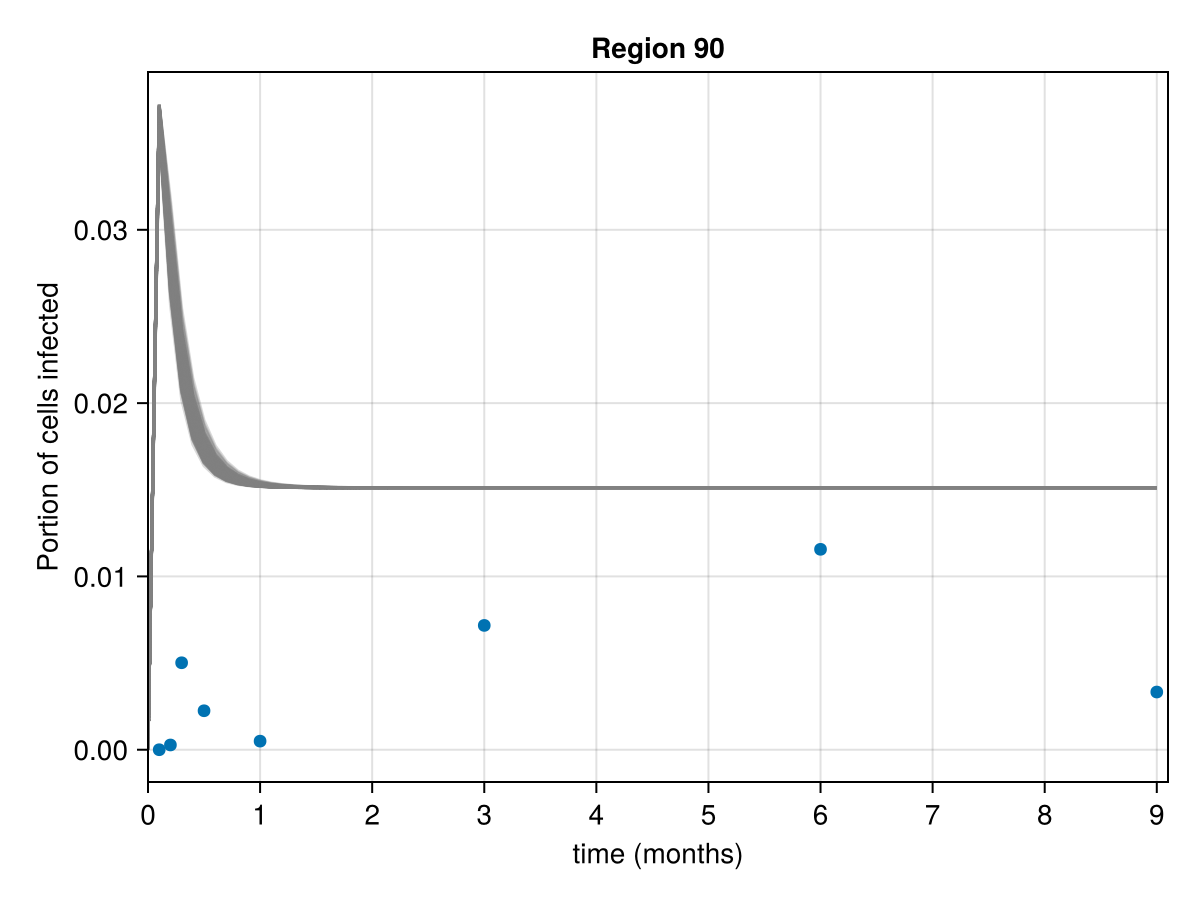 Region 90
Portion of cells infected
0.03
0.02
0.01
0.00
0 1 2 3 4 5 6 7 8 9
time (months)